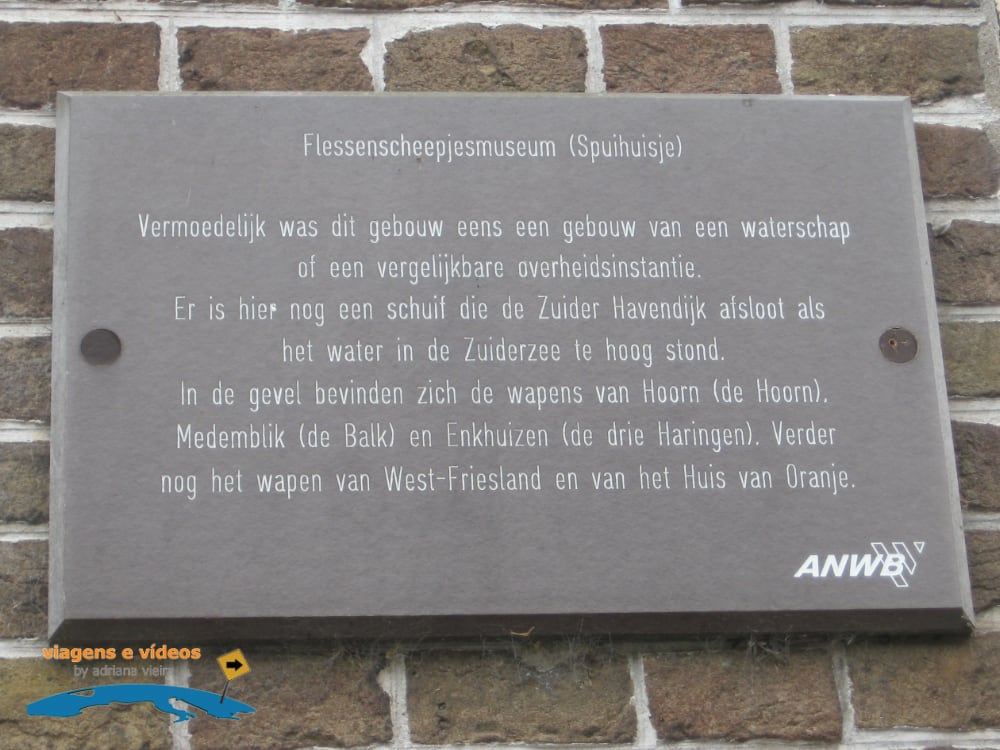 Flessenscheepjesmuseum (Spuihuisje)
Vermoedelijk was dit gebouw eens een gebouw van een waterschap
of een vergelijkbare overheidsinstantie.
Er is hier nog een schuif die de Zuider Havendijk afsloot als
het water in de Zuiderzee te hoog stond.
In de gevel bevinden zich de wapens van Hoorn (de Hoorn),
Medemblik (de Balk) en Enkhuizen (de drie Haringen). Verder
nog het wapen van West-Friesland en van het Huis van Oranje.
ANWB
viagens e vídeos
by adriana vieira